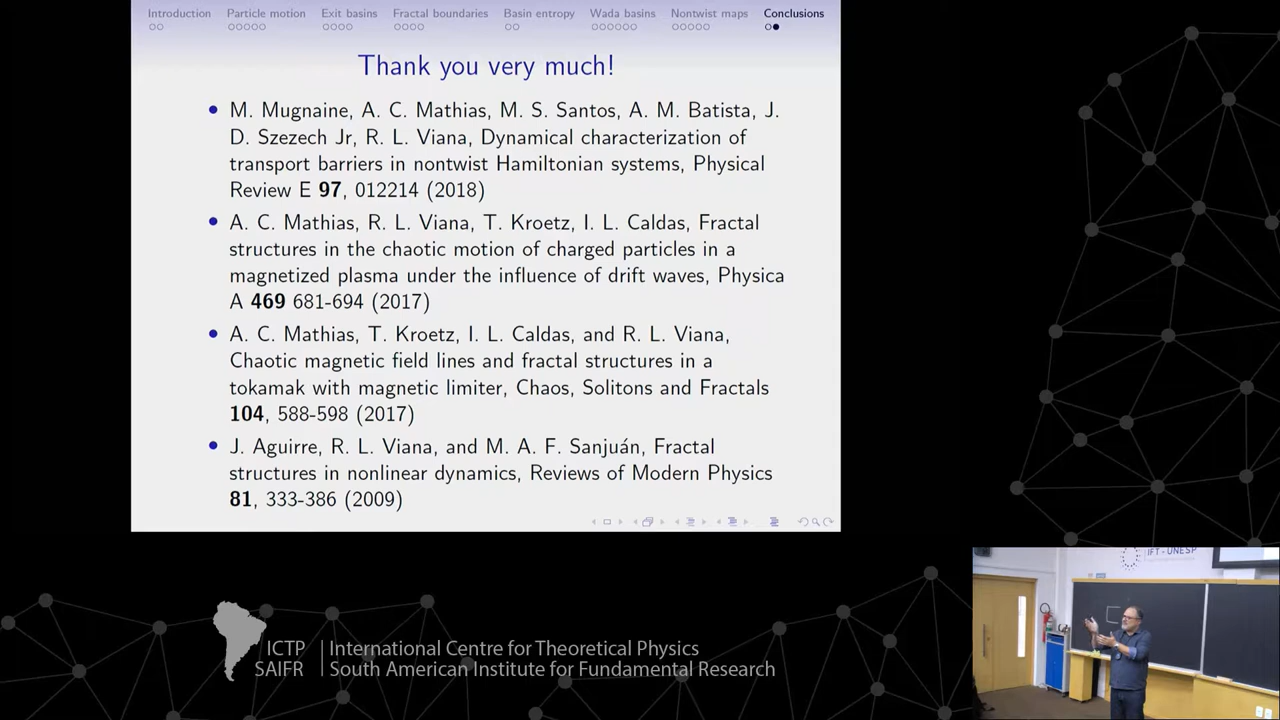 Introduction Particle motion Exit basins Fractal boundaries Basin entropy Wada basins Nontwist maps Conclusions
Thank you very much!
• M. Mugnaine, A. C. Mathias, M. S. Santos, A. M. Batista, J.
D. Szezech Jr, R. L. Viana, Dynamical characterization of
transport barriers in nontwist Hamiltonian systems, Physical
Review E 97, 012214 (2018)
• A. C. Mathias, R. L. Viana, T. Kroetz, I. L. Caldas, Fractal
structures in the chaotic motion of charged particles in a
magnetized plasma under the influence of drift waves, Physica
A 469 681-694 (2017)
• A. C. Mathias, T. Kroetz, I. L. Caldas, and R. L. Viana,
Chaotic magnetic field lines and fractal structures in a
tokamak with magnetic limiter, Chaos, Solitons and Fractals
104, 588-598 (2017)
• J. Aguirre, R. L. Viana, and M. A. F. Sanjuán, Fractal
structures in nonlinear dynamics, Reviews of Modern Physics
81, 333-386 (2009)
IFT-UNESP
ICTP International Centre for Theoretical Physics
SAIFR South American Institute for Fundamental Research